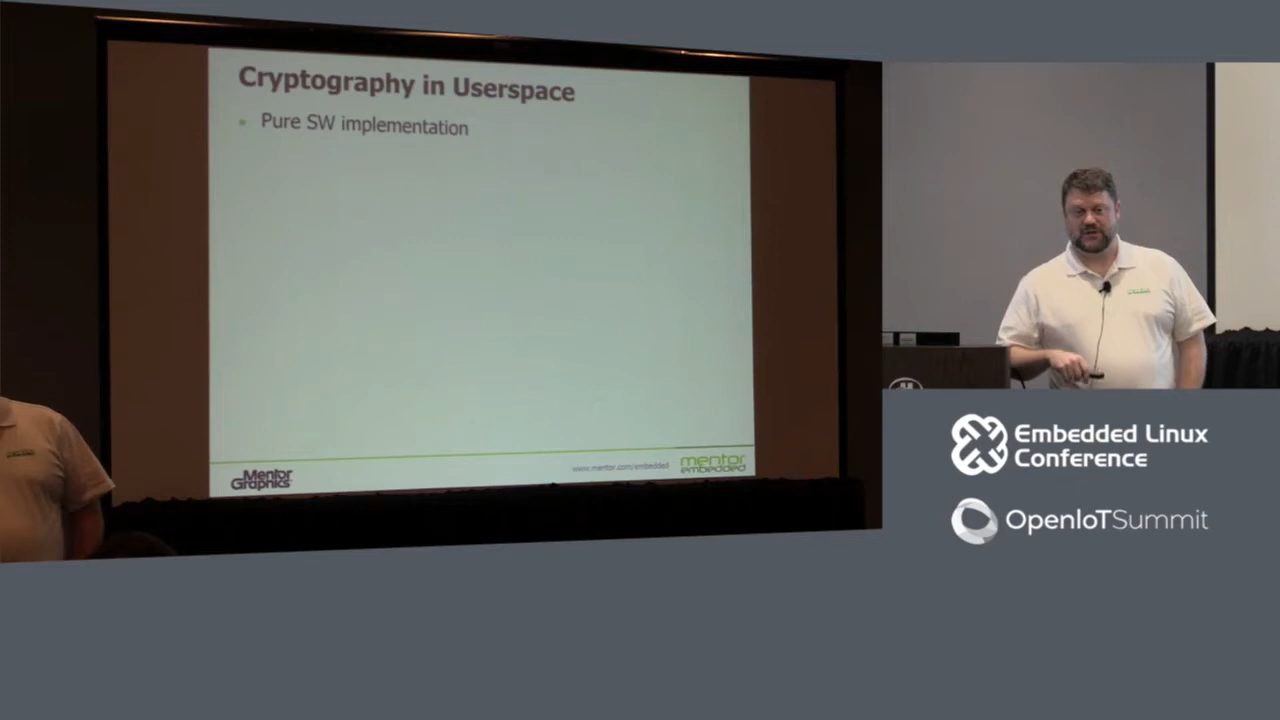 Cryptography in Userspace
• Pure SW implementation
Mentor
Graphics
www.mentor.com/embedded
mentor
embedded
Embedded Linux
Conference
OpenIoTSummit